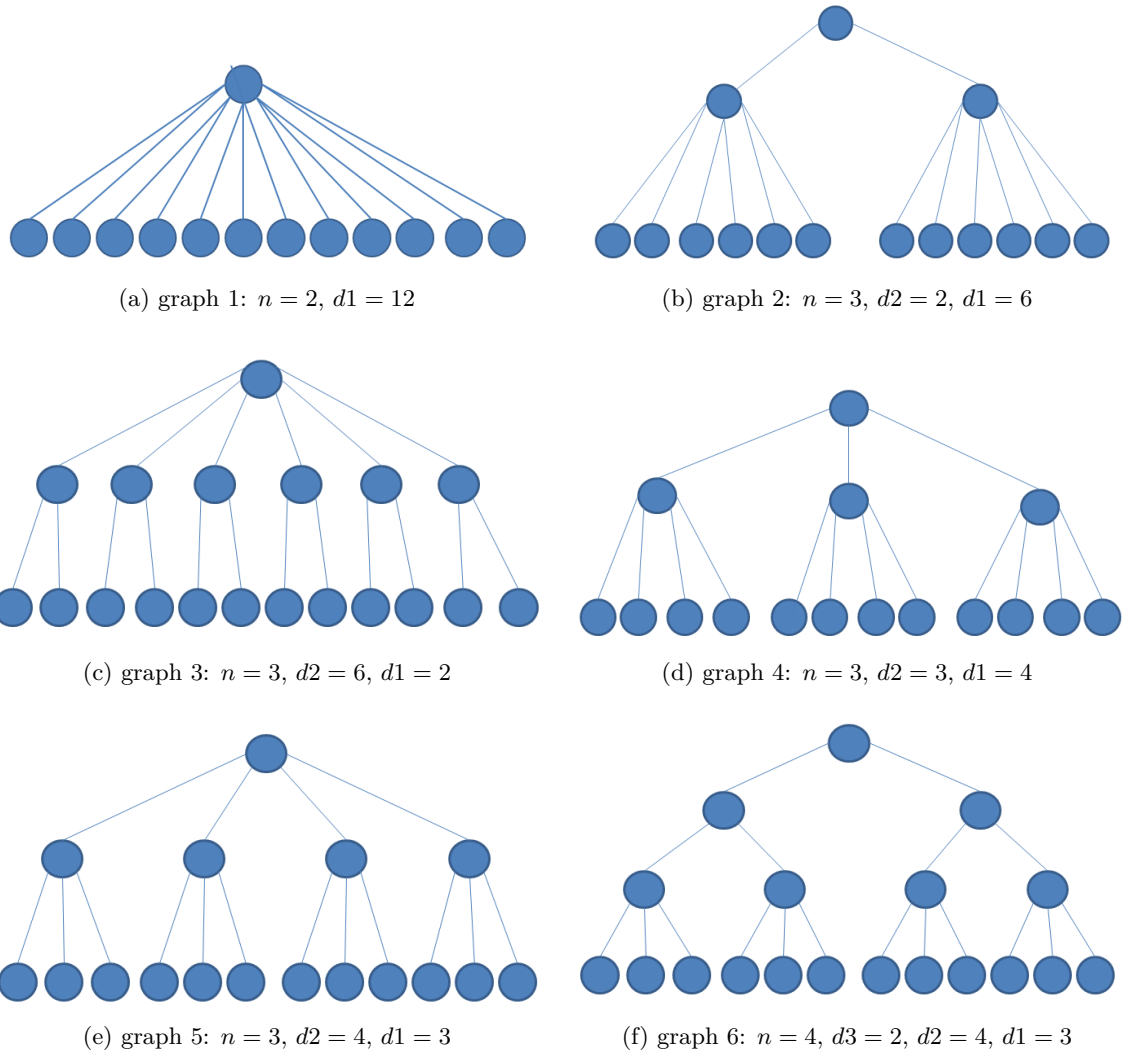 (a) graph 1: n = 2, d1 = 12
(b) graph 2: n = 3, d2 = 2, d1 = 6
(c) graph 3: n = 3, d2 = 6, d1 = 2
(d) graph 4: n = 3, d2 = 3, d1 = 4
(e) graph 5: n = 3, d2 = 4, d1 = 3
(f) graph 6: n = 4, d3 = 2, d2 = 4, d1 = 3